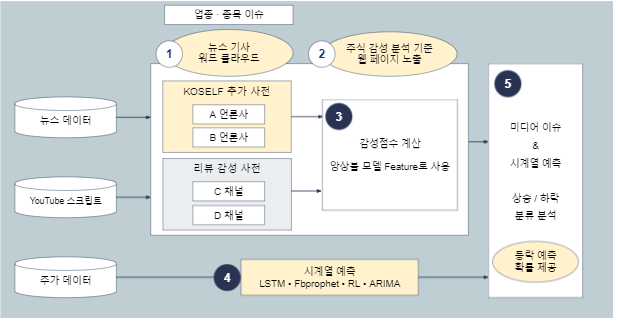 업종 · 종목 이슈
1
뉴스 기사
워드 클라우드
2
주식 감성 분석 기준
웹 페이지 노출
KOSELF 추가 사전
A 언론사
B 언론사
뉴스 데이터
3
감성점수 계산
앙상블 모델 Feature로 사용
리뷰 감성 사전
C 채널
D 채널
YouTube 스크립트
5
미디어 이슈
&
시계열 예측
상승 / 하락
분류 분석
등락 예측
확률 제공
주가 데이터
4
시계열 예측
LSTM • Fbprophet • RL • ARIMA